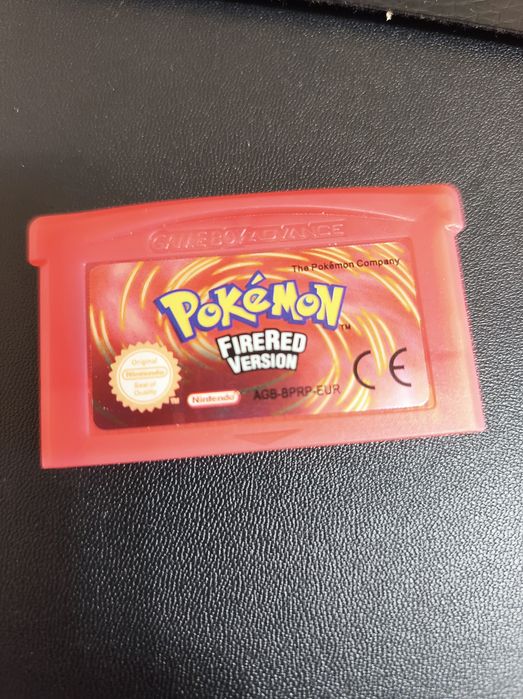 GAME BOY ADVANCE
The Pokémon Company
POKéMON
TM
FIRERED
VERSION
Original
Nintendo
Seal of
Quality
Nintendo
AGB-BPRP-EUR
CE